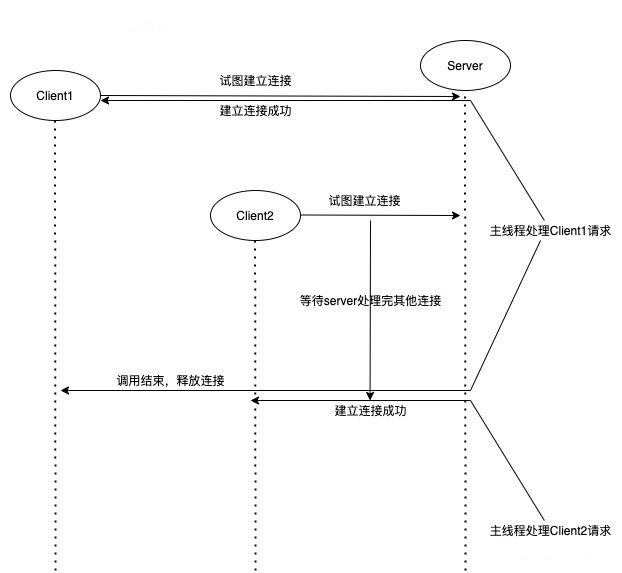 Server
Client1
试图建立连接
建立连接成功
Client2
试图建立连接
主线程处理Client1请求
等待server处理完其他连接
调用结束，释放连接
建立连接成功
主线程处理Client2请求